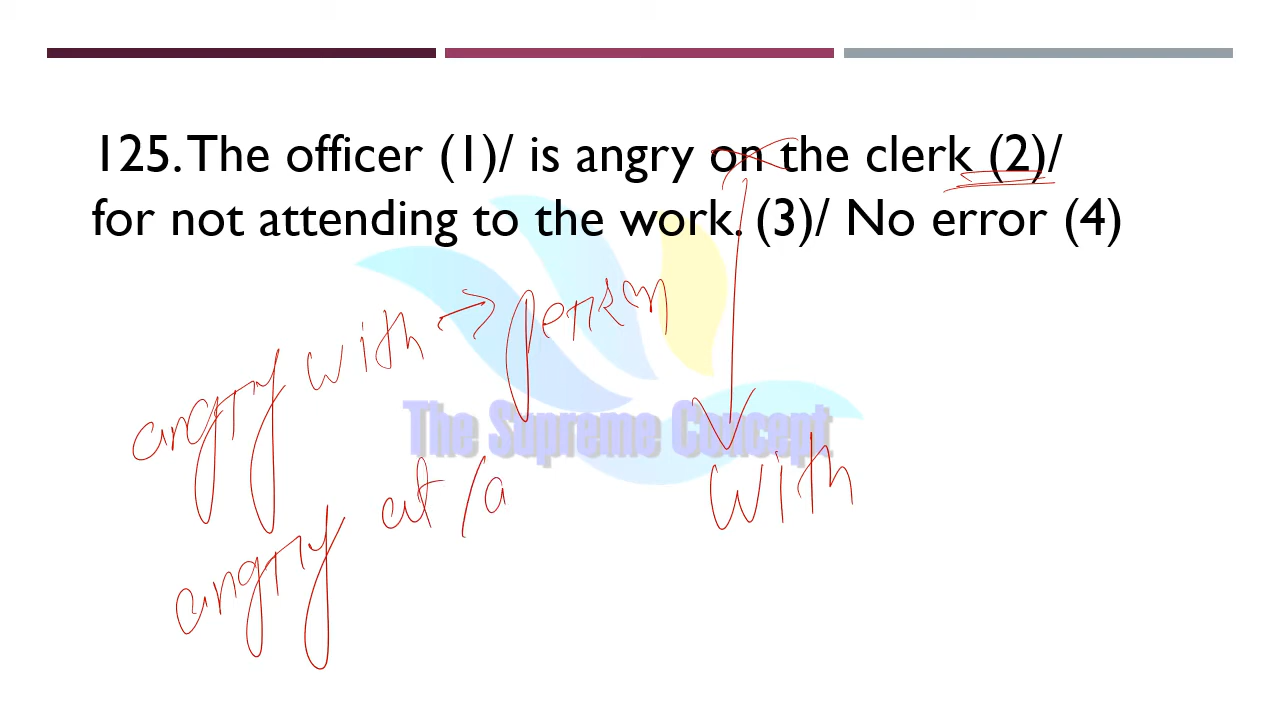 125. The officer (1)/ is angry on the clerk (2)/
for not attending to the work. (3)/ No error (4)
angry with → person
The Supreme Concept
with
angry at /a